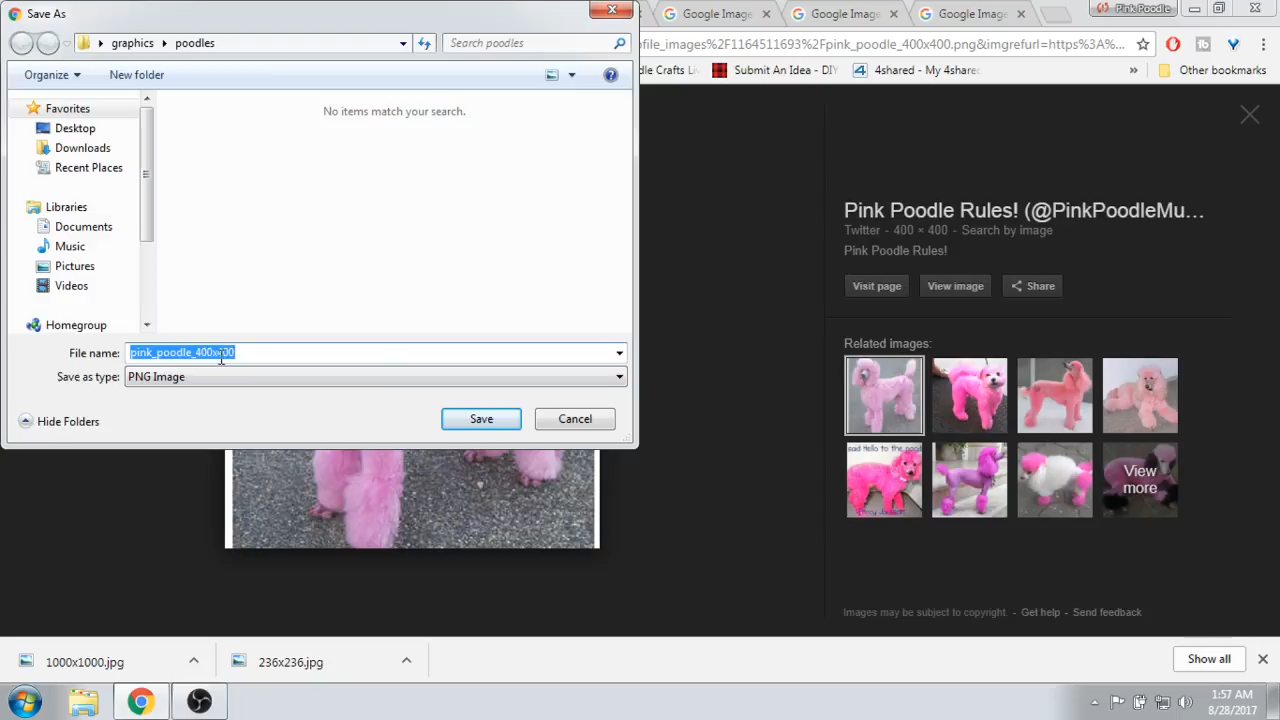 Save As
Google Image
Google Image
Google Image
Pink Poodle
graphics
poodles
Search poodles
file_images%2F1164511693%2Fpink_poodle_400x400.png&imgrefurl=https%3A%...
Organize
New folder
dle Crafts Li
Submit An Idea - DIY
4shared - My 4share
»
Other bookmarks
Favorites
Desktop
Downloads
Recent Places
Libraries
Documents
Music
Pictures
Videos
Homegroup
No items match your search.
File name:
pink_poodle_400x400
Save as type:
PNG Image
Hide Folders
Save
Cancel
Pink Poodle Rules! (@PinkPoodleMu...
Twitter - 400 × 400 - Search by image
Pink Poodle Rules!
Visit page
View image
Share
Related images:
View
more
Images may be subject to copyright. - Get help - Send feedback
1000x1000.jpg
236x236.jpg
Show all
1:57 AM
8/28/2017